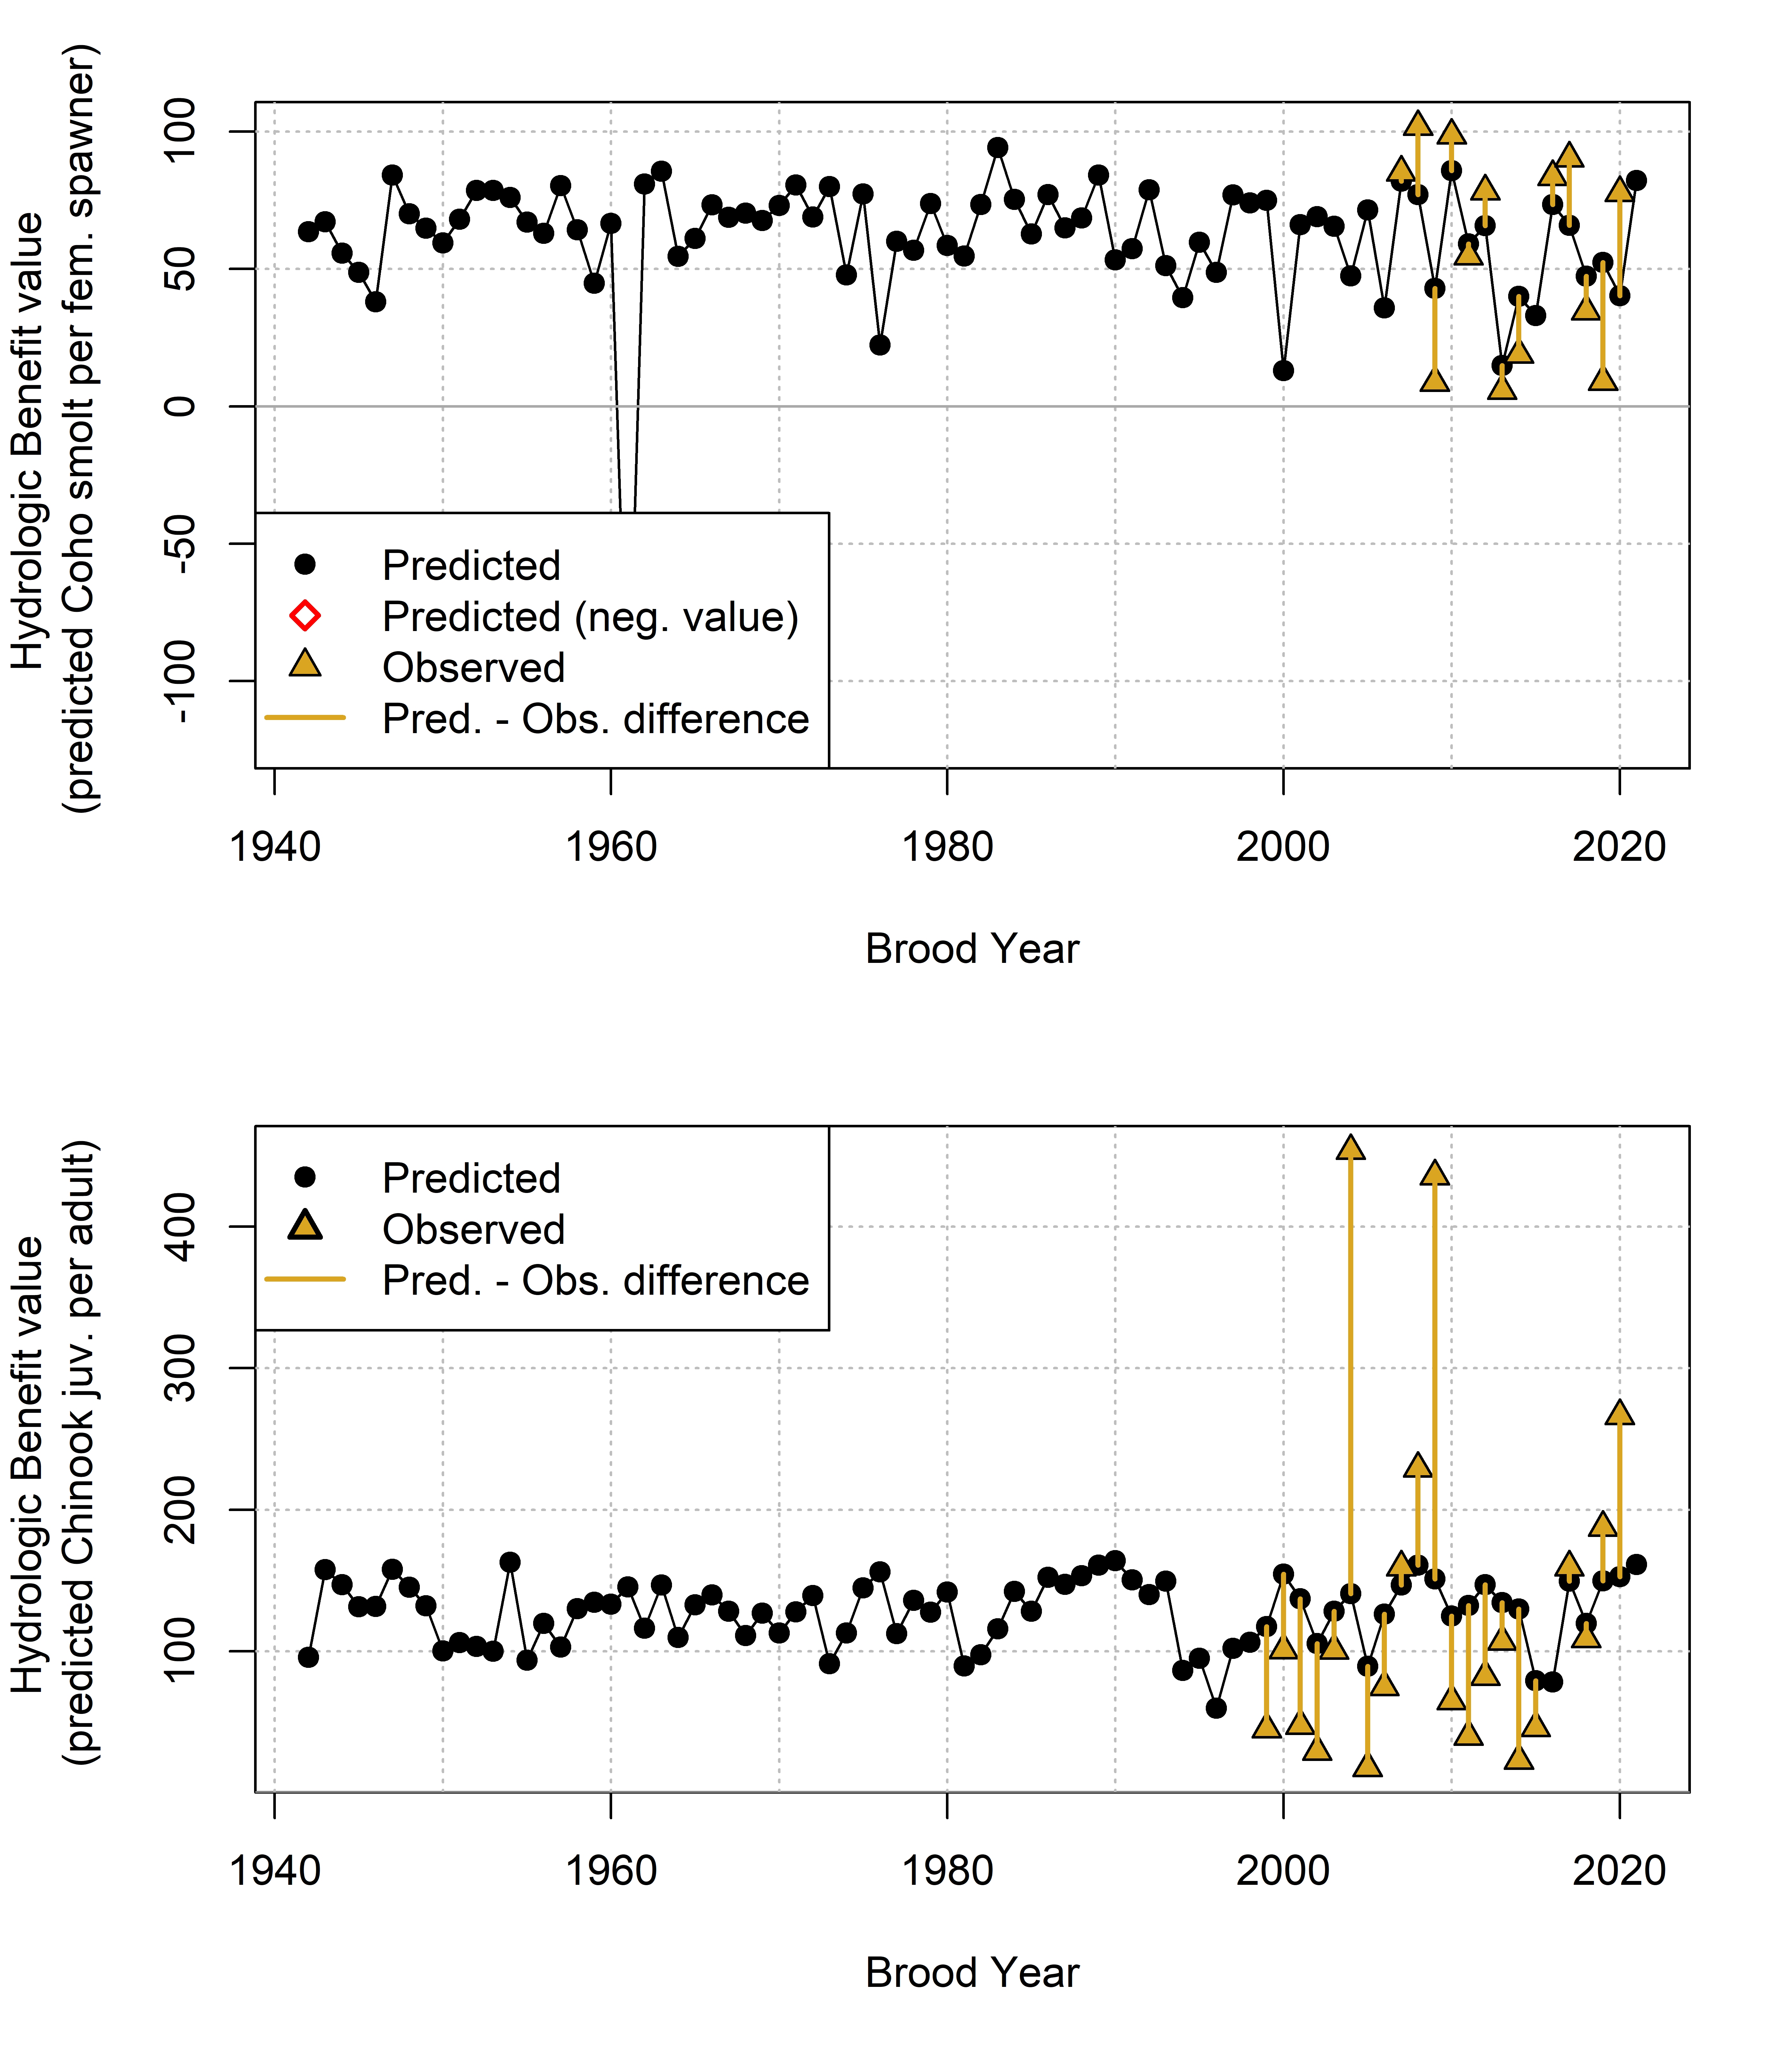 Hydrologic Benefit value
(predicted Coho smolt per fem. spawner)
100
50
0
-50
-100
Predicted
Predicted (neg. value)
Observed
Pred. - Obs. difference
1940 1960 1980 2000 2020
Brood Year
Hydrologic Benefit value
(predicted Chinook juv. per adult)
400
300
200
100
Predicted
Observed
Pred. - Obs. difference
1940 1960 1980 2000 2020
Brood Year